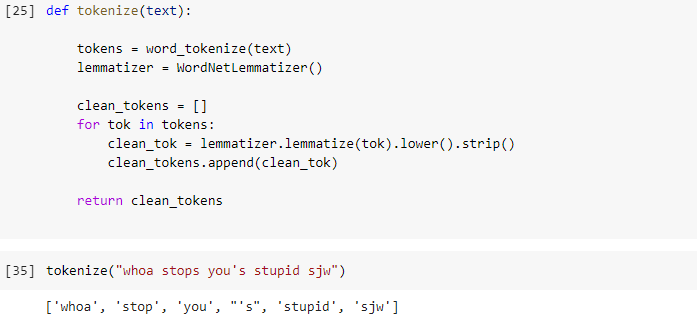 [25] def tokenize(text):
tokens = word_tokenize(text)
lemmatizer = WordNetLemmatizer()
clean_tokens = []
for tok in tokens:
clean_tok = lemmatizer.lemmatize(tok).lower().strip()
clean_tokens.append(clean_tok)
return clean_tokens
[35] tokenize("whoa stops you's stupid sjw")
['whoa', 'stop', 'you', "'s", 'stupid', 'sjw']